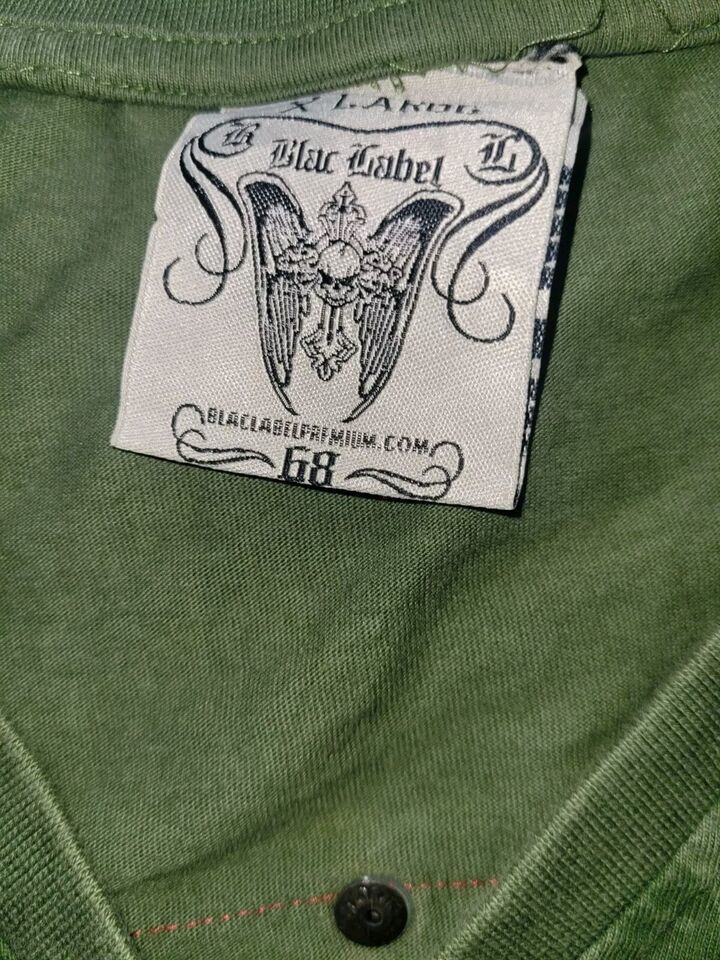 X LARGE
B
Blac Label
L
BLACLABELPREMIUM.COM
68